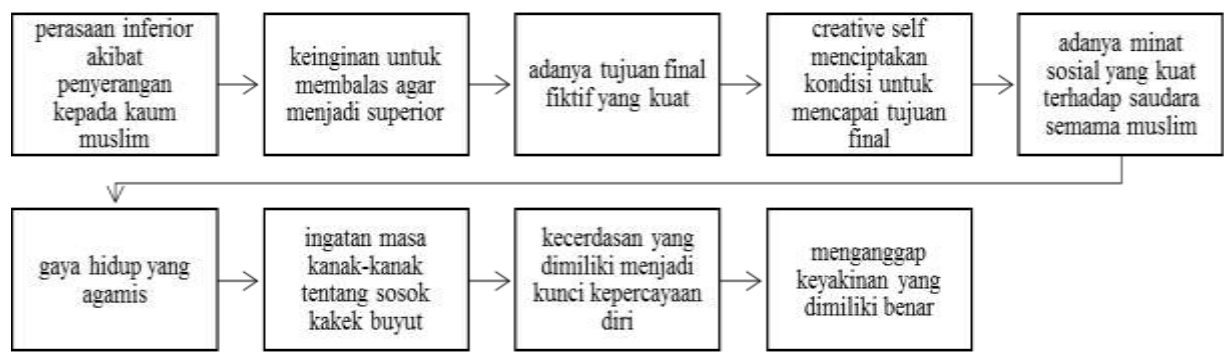 perasaan inferior
akibat
penyerangan
kepada kaum
muslim
keinginan untuk
membalas agar
menjadi superior
adanya tujuan final
fiktif yang kuat
creative self
menciptakan
kondisi untuk
mencapai tujuan
final
adanya minat
sosial yang kuat
terhadap saudara
semama muslim
gaya hidup yang
agamis
ingatan masa
kanak-kanak
tentang sosok
kakek buyut
kecerdasan yang
dimiliki menjadi
kunci kepercayaan
diri
menganggap
keyakinan yang
dimiliki benar